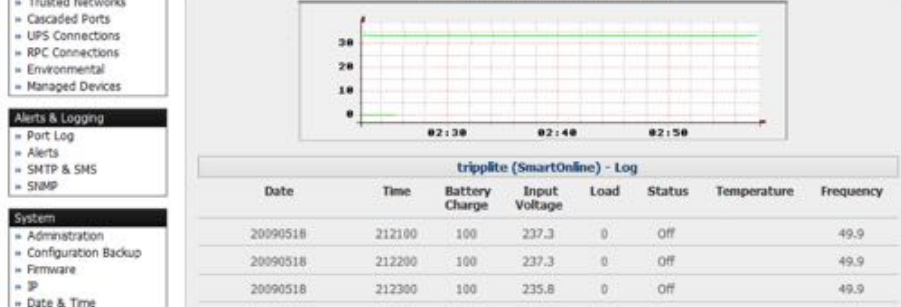 » Trusted Networks
» Cascaded Ports
» UPS Connections
» RPC Connections
» Environmental
» Managed Devices
Alerts & Logging
» Port Log
» Alerts
» SMTP & SMS
» SNMP
System
» Administration
» Configuration Backup
» Firmware
» IP
» Date & Time
30
20
10
0
02:30 02:40 02:50
tripplite (SmartOnline) - Log
Date Time Battery Charge Input Voltage Load Status Temperature Frequency
20090518 212100 100 237.3 0 Off 49.9
20090518 212200 100 237.3 0 Off 49.9
20090518 212300 100 235.8 0 Off 49.9